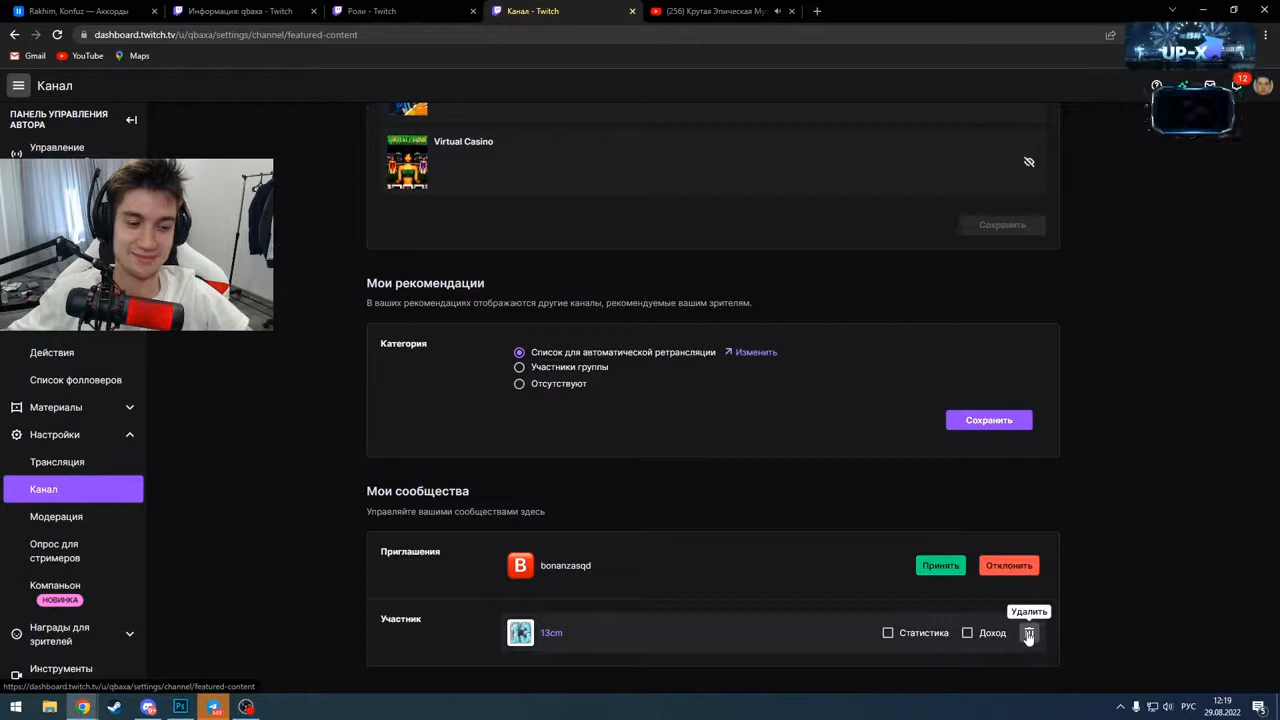 Rakhim, Konfuz — Аккорды
Информация: qbaxa - Twitch
Роли - Twitch
Канал - Twitch
(256) Крутая Эпическая Му
dashboard.twitch.tv/u/qbaxa/settings/channel/featured-content
Gmail
YouTube
Maps
UP-X
Канал
12
ПАНЕЛЬ УПРАВЛЕНИЯ
АВТОРА
Управление
Virtual Casino
Сохранить
Мои рекомендации
В ваших рекомендациях отображаются другие каналы, рекомендуемые вашим зрителям.
Категория
Список для автоматической ретрансляции
Изменить
Участники группы
Отсутствуют
Сохранить
Действия
Список фолловеров
Материалы
Настройки
Трансляция
Канал
Модерация
Опрос для
стримеров
Компаньон
НОВИНКА
Награды для
зрителей
Инструменты
Мои сообщества
Управляйте вашими сообществами здесь
Приглашения
B
bonanzasqd
Принять
Отклонить
Удалить
Участник
13cm
Статистика
Доход
https://dashboard.twitch.tv/u/qbaxa/settings/channel/featured-content
Ps
РУС
12:19
29.08.2022